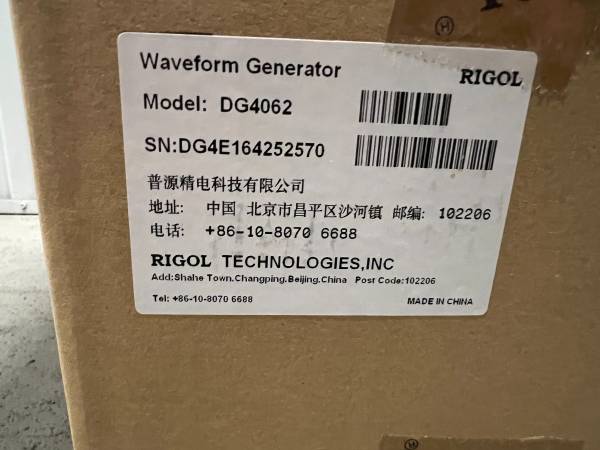 Waveform Generator RIGOL
Model: DG4062
SN:DG4E164252570
普源精电科技有限公司
地址: 中国 北京市昌平区沙河镇 邮编: 102206
电话: +86-10-8070 6688
RIGOL TECHNOLOGIES,INC
Add:Shahe Town.Changping.Beijing.China Post Code:102206
Tel: +86-10-8070 6688 MADE IN CHINA